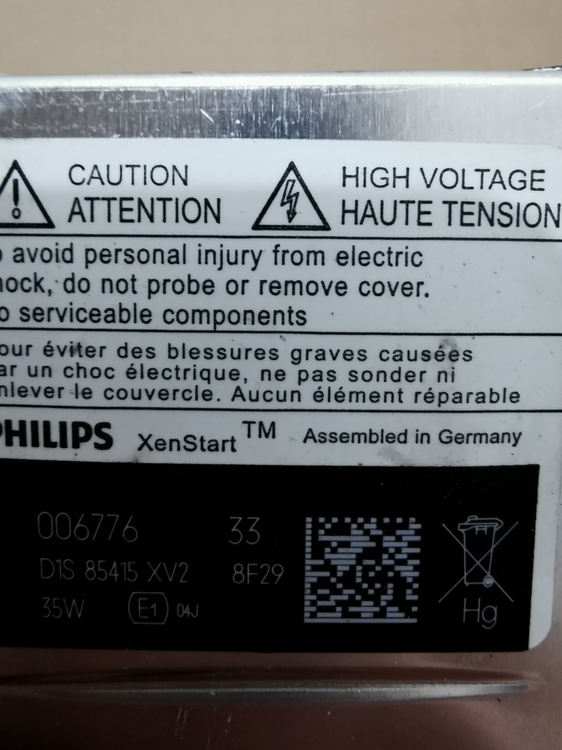 CAUTION
ATTENTION
HIGH VOLTAGE
HAUTE TENSION
avoid personal injury from electric
hock, do not probe or remove cover.
o serviceable components
our éviter des blessures graves causées
ar un choc électrique, ne pas sonder ni
nlever le couvercle. Aucun élément réparable
PHILIPS XenStart™ Assembled in Germany
006776 33
D1S 85415 XV2 8F29
35W E1 04J
Hg